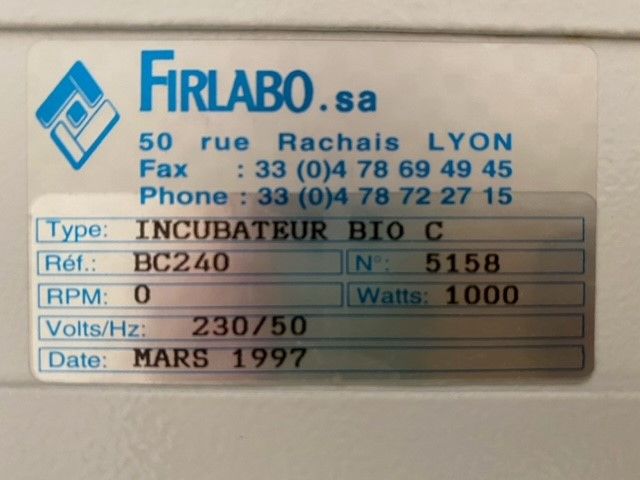 FIRLABO.sa
50 rue Rachais LYON
Fax : 33 (0)4 78 69 49 45
Phone : 33 (0)4 78 72 27 15
Type: INCUBATEUR BIO C
Réf.: BC240 N°: 5158
RPM: 0 Watts: 1000
Volts/Hz: 230/50
Date: MARS 1997